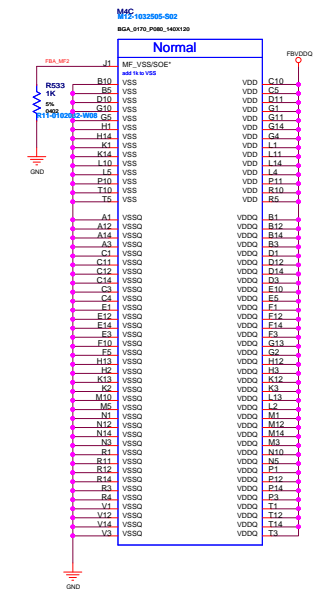 M4C
M12-1032505-S02
BGA_0170_P080_140X120
Normal
FBVDDQ
FBA_MF2 J1 MF_VSS/SOE*
add 1k to VSS
R533
1K
5%
0402
R11-0102032-W08
GND
B10 VSS VDD C10
B5 VSS VDD C5
D10 VSS VDD D11
G10 VSS VDD G1
G5 VSS VDD G11
H1 VSS VDD G14
H14 VSS VDD G4
K1 VSS VDD L1
K14 VSS VDD L11
L10 VSS VDD L14
L5 VSS VDD L4
P10 VSS VDD P11
T10 VSS VDD R10
T5 VSS VDD R5
A1 VSSQ VDDQ B1
A12 VSSQ VDDQ B12
A14 VSSQ VDDQ B14
A3 VSSQ VDDQ B3
C1 VSSQ VDDQ D1
C11 VSSQ VDDQ D12
C12 VSSQ VDDQ D14
C14 VSSQ VDDQ D3
C3 VSSQ VDDQ E10
C4 VSSQ VDDQ E5
E1 VSSQ VDDQ F1
E12 VSSQ VDDQ F12
E14 VSSQ VDDQ F14
E3 VSSQ VDDQ F3
F10 VSSQ VDDQ G13
F5 VSSQ VDDQ G2
H13 VSSQ VDDQ H12
H2 VSSQ VDDQ H3
K13 VSSQ VDDQ K12
K2 VSSQ VDDQ K3
M10 VSSQ VDDQ L13
M5 VSSQ VDDQ L2
N1 VSSQ VDDQ M1
N12 VSSQ VDDQ M12
N14 VSSQ VDDQ M14
N3 VSSQ VDDQ M3
R1 VSSQ VDDQ N10
R11 VSSQ VDDQ N5
R12 VSSQ VDDQ P1
R14 VSSQ VDDQ P12
R3 VSSQ VDDQ P14
R4 VSSQ VDDQ P3
V1 VSSQ VDDQ T1
V12 VSSQ VDDQ T12
V14 VSSQ VDDQ T14
V3 VSSQ VDDQ T3
GND